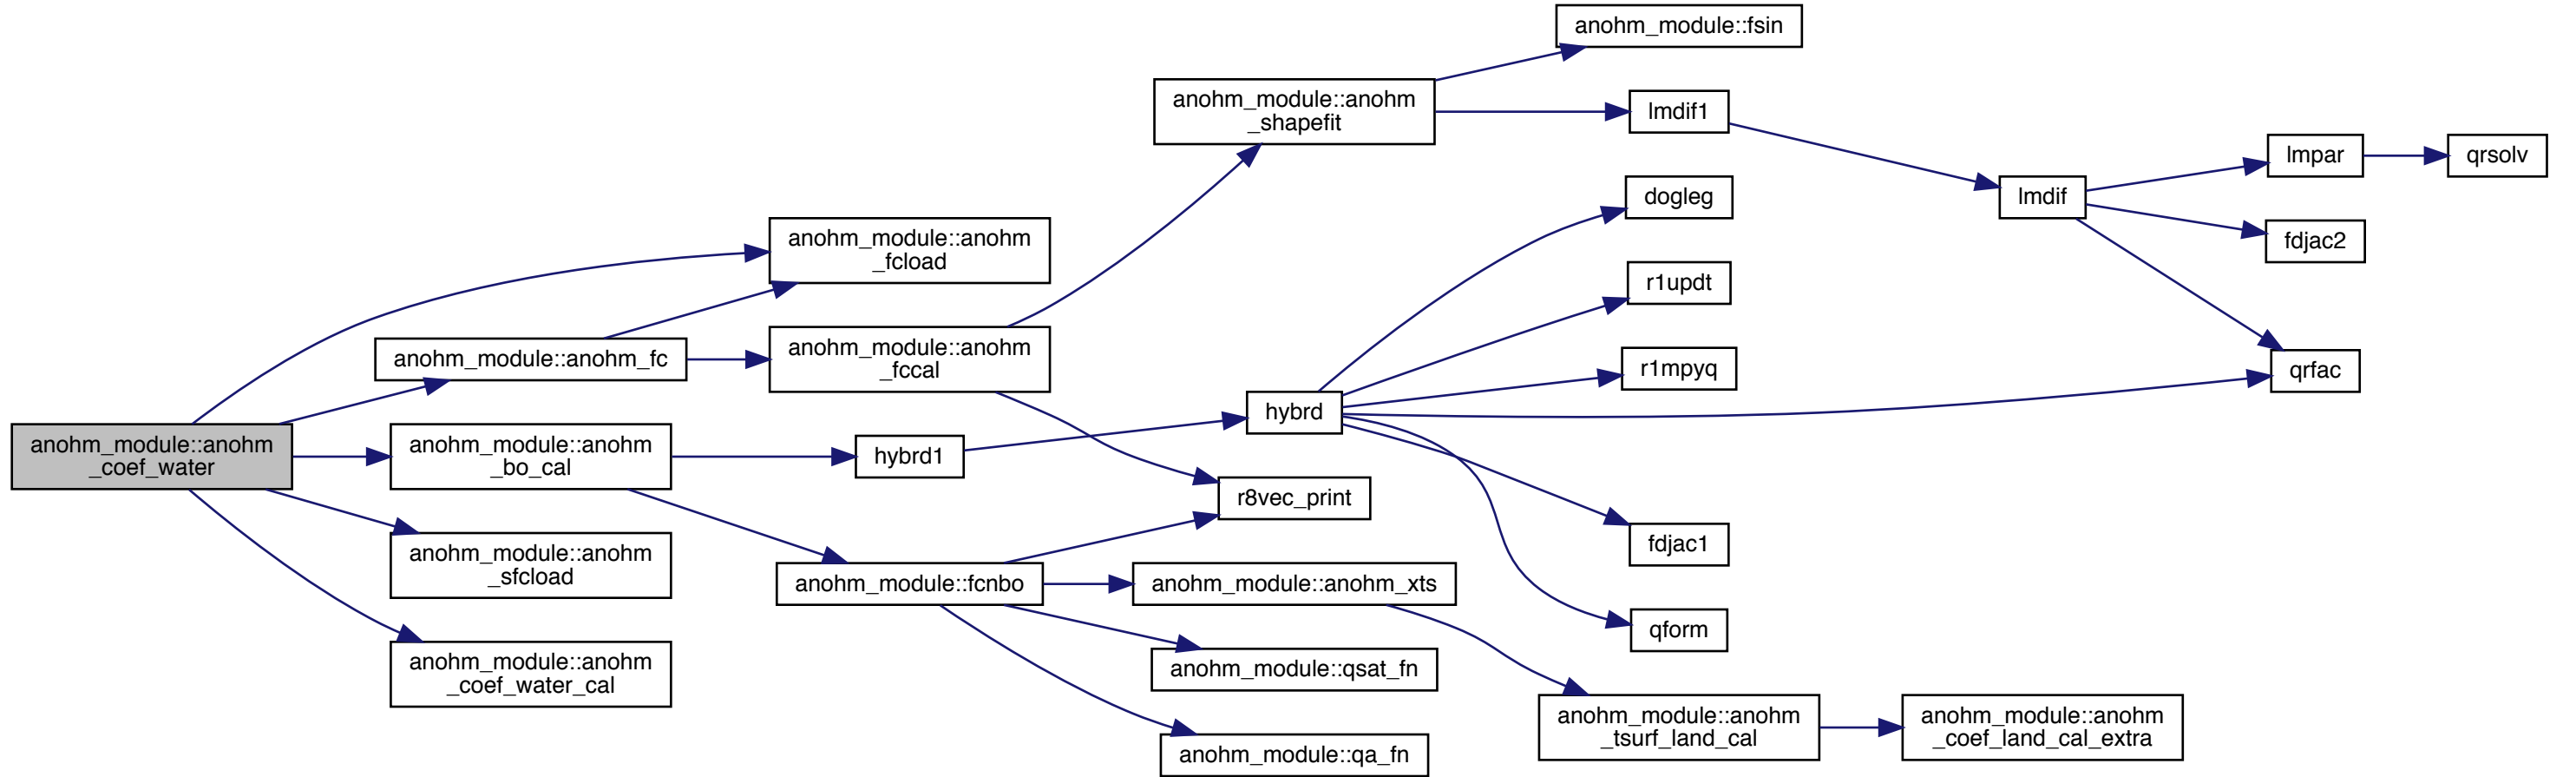 anohm_module::anohm
_coef_water
anohm_module::anohm_fc
anohm_module::anohm
_bo_cal
anohm_module::anohm
_sfcload
anohm_module::anohm
_coef_water_cal
anohm_module::anohm
_fcload
anohm_module::anohm
_fccal
hybrd1
anohm_module::fcnbo
anohm_module::anohm
_shapefit
hybrd
r8vec_print
anohm_module::anohm_xts
anohm_module::qsat_fn
anohm_module::qa_fn
anohm_module::fsin
lmdif1
dogleg
r1updt
r1mpyq
fdjac1
qform
anohm_module::anohm
_tsurf_land_cal
lmdif
anohm_module::anohm
_coef_land_cal_extra
lmpar
fdjac2
qrfac
qrsolv